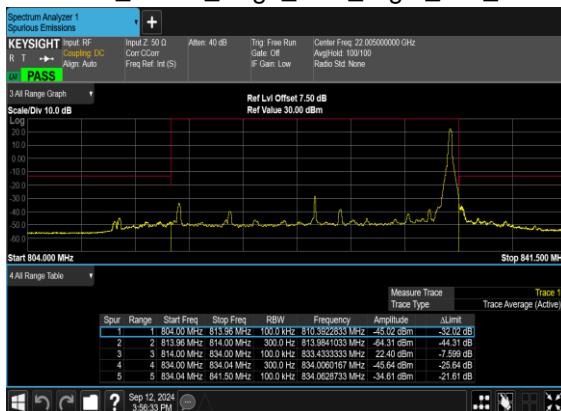 Spectrum Analyzer 1
Spurious Emissions
+
KEYSIGHT Input: RF Input Z: 50 Ω Atten: 40 dB Trig: Free Run Center Freq: 22.005000000 GHz
R T Coupling: DC Corr CCorr Gate: Off Avg|Hold: 100/100
Align: Auto Freq Ref: Int (S) IF Gain: Low Radio Std: None
PASS
3 All Range Graph Ref Lvl Offset 7.50 dB
Scale/Div 10.0 dB Ref Value 30.00 dBm
Log
20.0
10.0
0.00
-10.0
-20.0
-30.0
-40.0
-50.0
-60.0
Start 804.000 MHz Stop 841.500 MH
4 All Range Table
Measure Trace Trace 1
Trace Type Trace Average (Active)
Spur Range Start Freq Stop Freq RBW Frequency Amplitude ΔLimit
1 1 804.00 MHz 813.96 MHz 100.0 kHz 810.3922833 MHz -45.02 dBm -32.02 dB
2 2 813.96 MHz 814.00 MHz 300.0 Hz 813.9841033 MHz -64.31 dBm -44.31 dB
3 3 814.00 MHz 834.00 MHz 100.0 kHz 833.4333333 MHz 22.40 dBm -7.599 dB
4 4 834.00 MHz 834.04 MHz 300.0 Hz 834.0060167 MHz -45.64 dBm -25.64 dB
5 5 834.04 MHz 841.50 MHz 100.0 kHz 834.0628733 MHz -34.61 dBm -21.61 dB
? Sep 12, 2024
3:56:33 PM